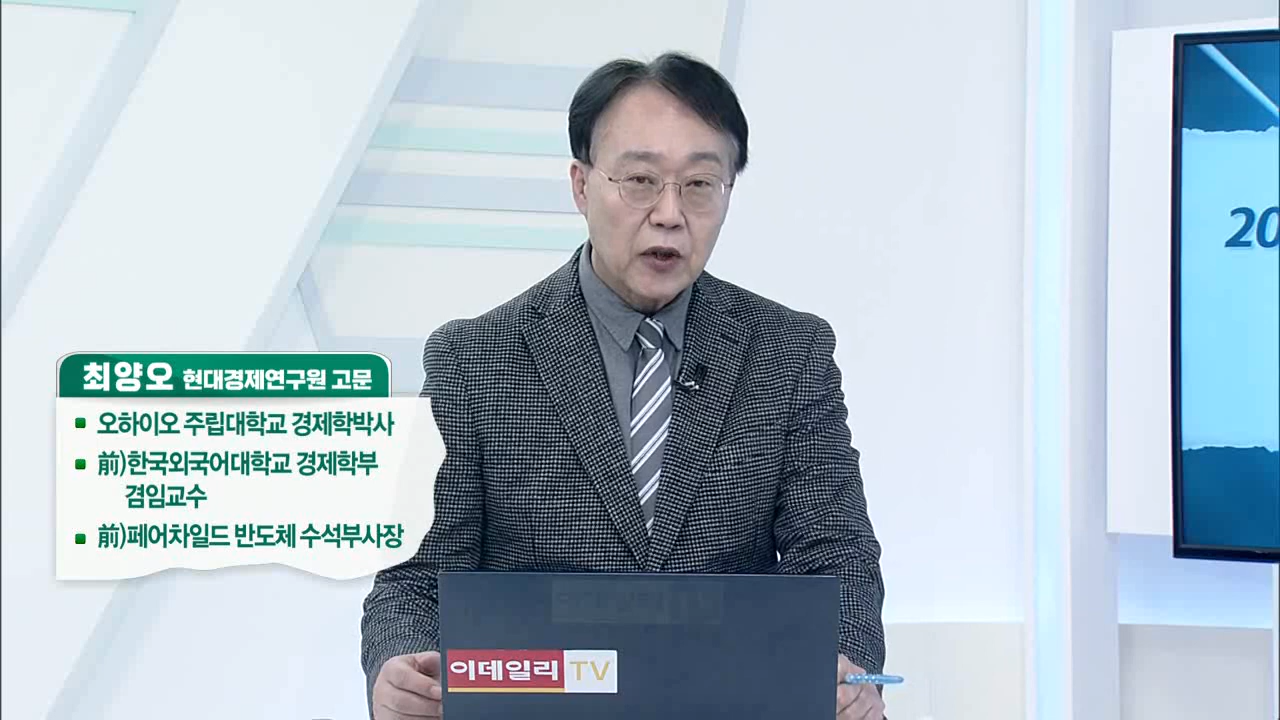 최양오 현대경제연구원 고문
오하이오 주립대학교 경제학박사
前)한국외국어대학교 경제학부
겸임교수
前)페어차일드 반도체 수석부사장
20
이데일리 TV